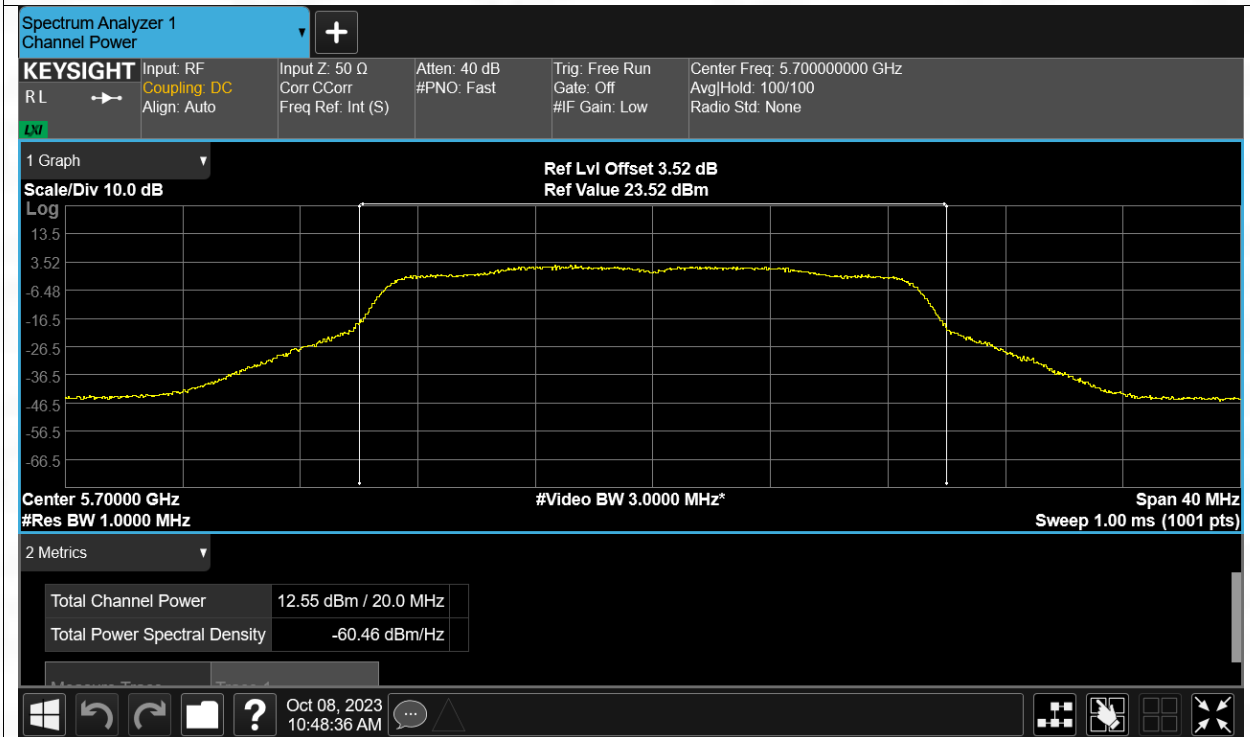 Spectrum Analyzer 1
Channel Power
+
KEYSIGHT
RL
LXI
Input: RF
Coupling: DC
Align: Auto
Input Z: 50 Ω
Corr CCorr
Freq Ref: Int (S)
Atten: 40 dB
#PNO: Fast
Trig: Free Run
Gate: Off
#IF Gain: Low
Center Freq: 5.700000000 GHz
Avg|Hold: 100/100
Radio Std: None
1 Graph
Scale/Div 10.0 dB
Ref Lvl Offset 3.52 dB
Ref Value 23.52 dBm
Log
13.5
3.52
-6.48
-16.5
-26.5
-36.5
-46.5
-56.5
-66.5
Center 5.70000 GHz
#Video BW 3.0000 MHz*
Span 40 MHz
#Res BW 1.0000 MHz
Sweep 1.00 ms (1001 pts)
2 Metrics
Total Channel Power 12.55 dBm / 20.0 MHz
Total Power Spectral Density -60.46 dBm/Hz
?
Oct 08, 2023
10:48:36 AM